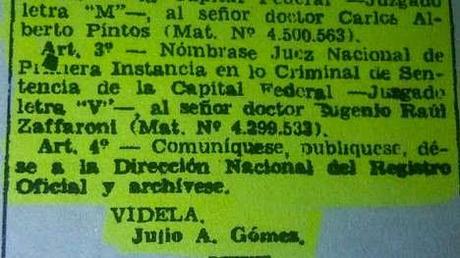 letra "M"—, al señor doctor Carlos Al-
berto Pintos (Mat. Nº 4.500.563).
Art. 3º — Nómbrase Juez Nacional de
Primera Instancia en lo Criminal de Sen-
tencia de la Capital Federal —Juzgado
letra "V"—, al señor doctor Eugenio Raúl
Zaffaroni (Mat. Nº 4.299.533).
Art. 4º — Comuníquese, publíquese, dé-
se a la Dirección Nacional del Registro
Oficial y archívese.
VIDELA.
Julio A. Gómez.